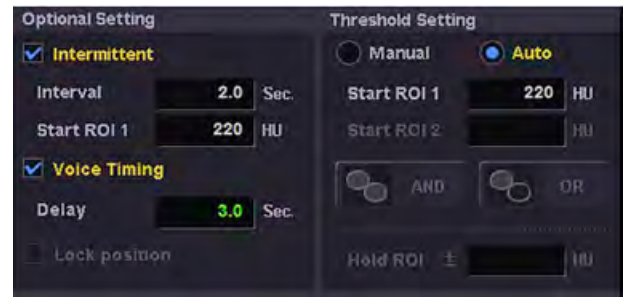 Optional Setting
Intermittent
Interval 2.0 Sec.
Start ROI 1 220 HU
Voice Timing
Delay 3.0 Sec.
Lock position
Threshold Setting
Manual Auto
Start ROI 1 220 HU
Start ROI 2 HU
AND OR
Hold ROI ± HU